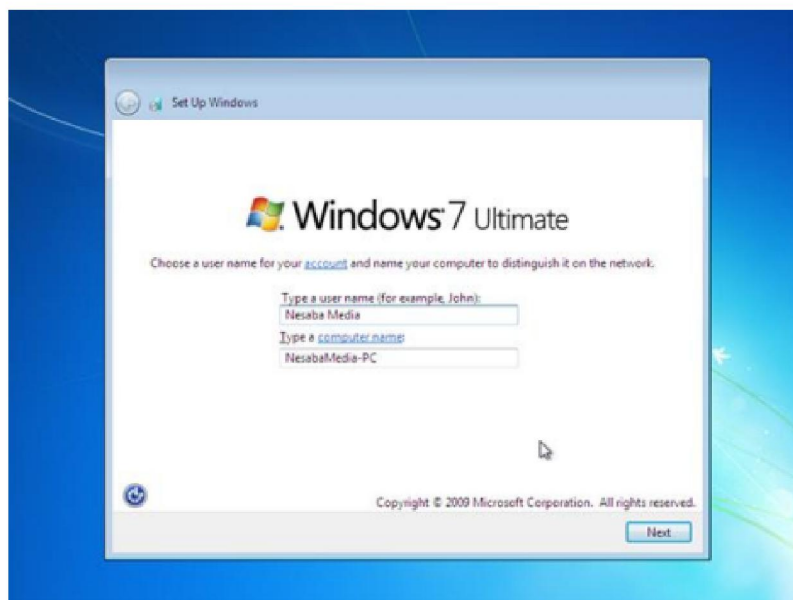 Set Up Windows
Windows 7 Ultimate
Choose a user name for your account and name your computer to distinguish it on the network.
Type a user name (for example, John):
Nesaba Media
Type a computer name:
NesabaMedia-PC
Copyright © 2009 Microsoft Corporation. All rights reserved.
Next